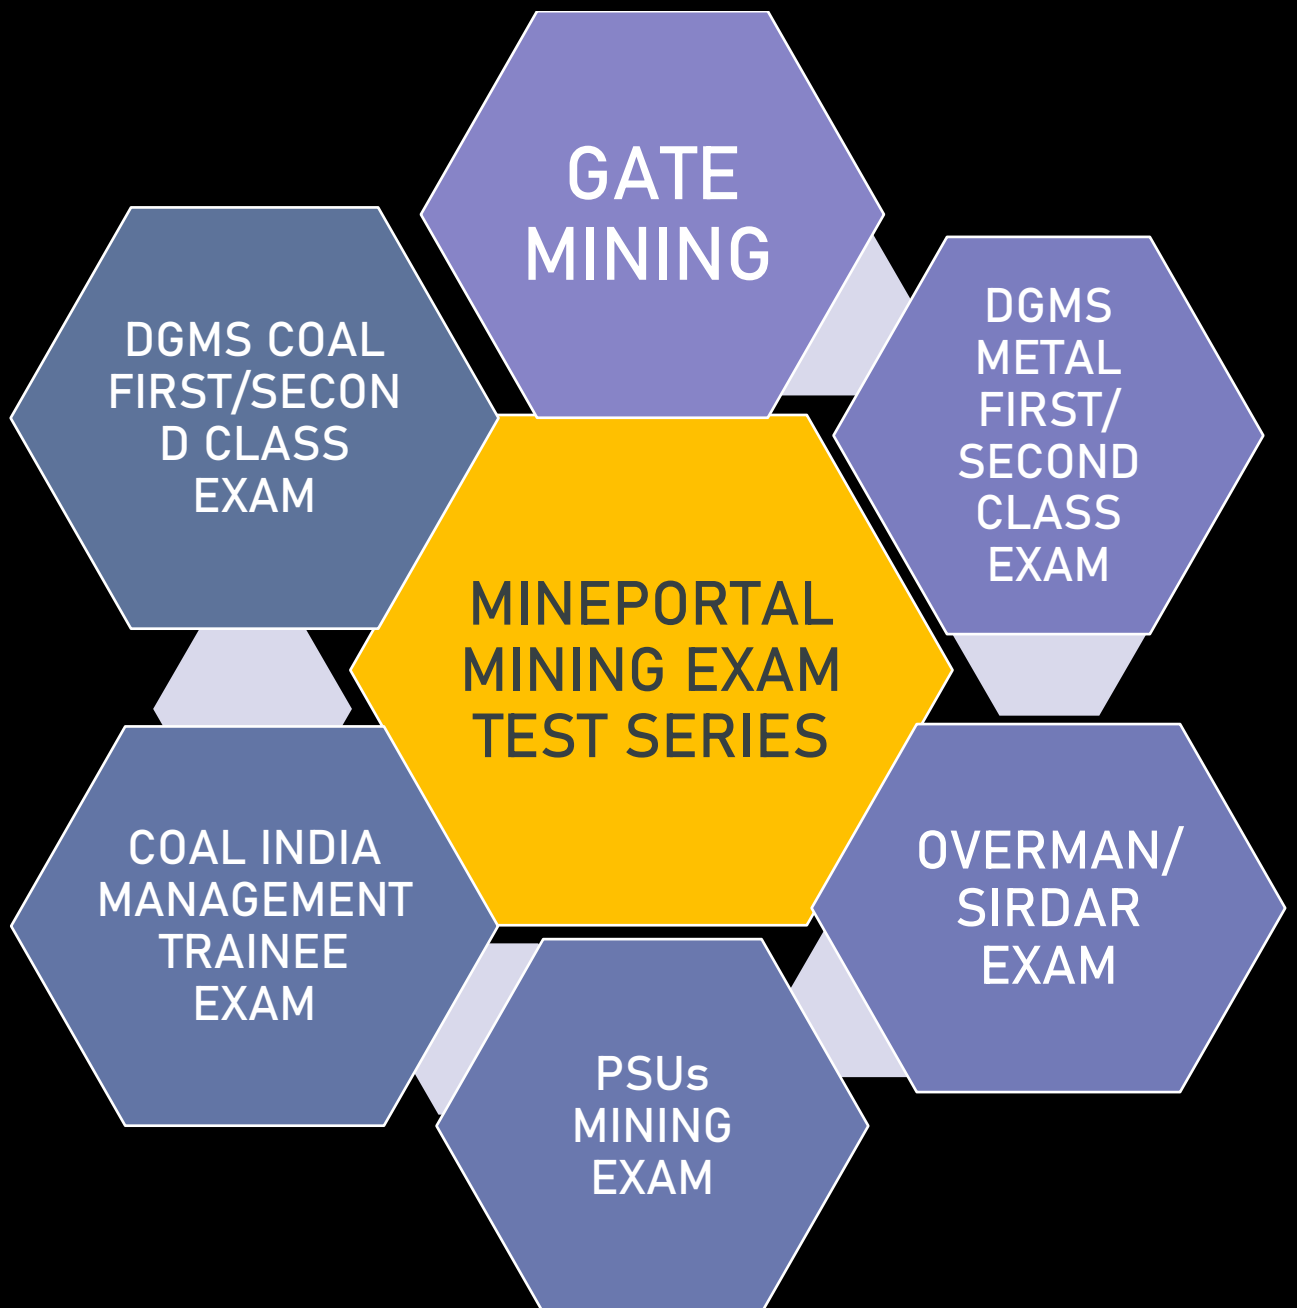 GATE
MINING
DGMS
METAL
FIRST/
SECOND
CLASS
EXAM
OVERMAN/
SIRDAR
EXAM
PSUs
MINING
EXAM
COAL INDIA
MANAGEMENT
TRAINEE
EXAM
DGMS COAL
FIRST/SECON
D CLASS
EXAM
MINEPORTAL
MINING EXAM
TEST SERIES